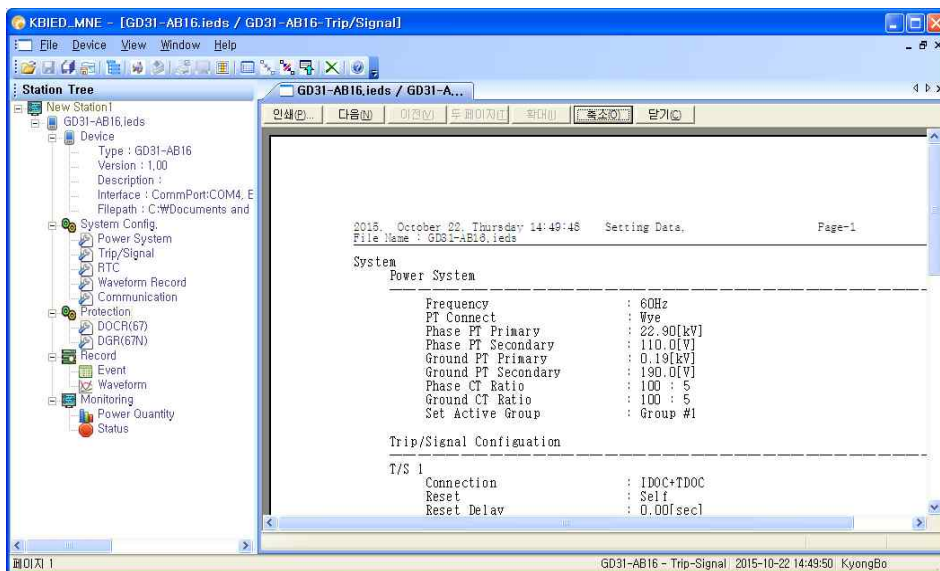 KBIED_MNE - [GD31-AB16.ieds / GD31-AB16-Trip/Signal]
File Device View Window Help
Station Tree
GD31-AB16.ieds / GD31-A...
New Station1
GD31-AB16.ieds
Device
Type : GD31-AB16
Version : 1.00
Description :
Interface : CommPort:COM4, E
Filepath : C:₩Documents and
System Config.
Power System
Trip/Signal
RTC
Waveform Record
Communication
Protection
DOCR(67)
DGR(67N)
Record
Event
Waveform
Monitoring
Power Quantity
Status
인쇄(P)... 다음(N) 이전(V) 두 페이지(T) 확대(I) 축소(O) 닫기(C)
2015. October 22, Thursday 14:49:48 Setting Data, Page-1
File Name : GD31-AB16.ieds
System
Power System
Frequency : 60Hz
PT Connect : Wye
Phase PT Primary : 22.90[kV]
Phase PT Secondary : 110.0[V]
Ground PT Primary : 0.19[kV]
Ground PT Secondary : 190.0[V]
Phase CT Ratio : 100 : 5
Ground CT Ratio : 100 : 5
Set Active Group : Group #1
Trip/Signal Configuation
T/S 1
Connection : IDOC+TDOC
Reset : Self
Reset Delay : 0.00[sec]
페이지 1
GD31-AB16 - Trip-Signal 2015-10-22 14:49:50 KyongBo